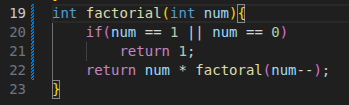 19 int factorial(int num){
20     if(num == 1 || num == 0)
21         return 1;
22     return num * factoral(num--);
23 }